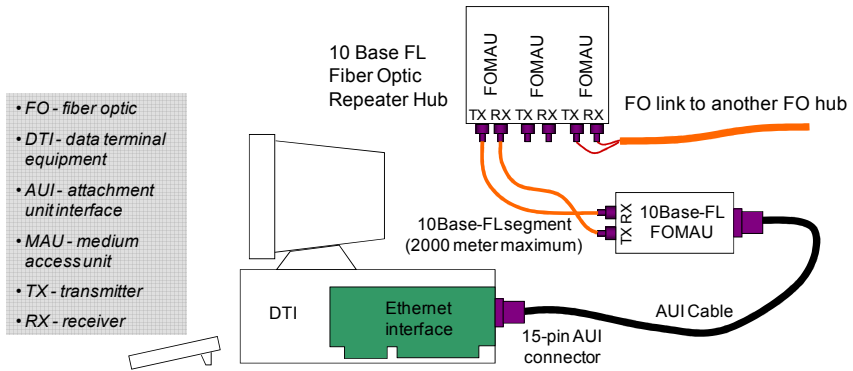 10 Base FL
Fiber Optic
Repeater Hub
FOMAU
FOMAU
FOMAU
TX RX TX RX TX RX
FO link to another FO hub
• FO - fiber optic
• DTI - data terminal
equipment
• AUI - attachment
unit interface
• MAU - medium
access unit
• TX - transmitter
• RX - receiver
10Base-FL segment
(2000 meter maximum)
TX RX
10Base-FL
FOMAU
DTI
Ethernet
interface
15-pin AUI
connector
AUI Cable